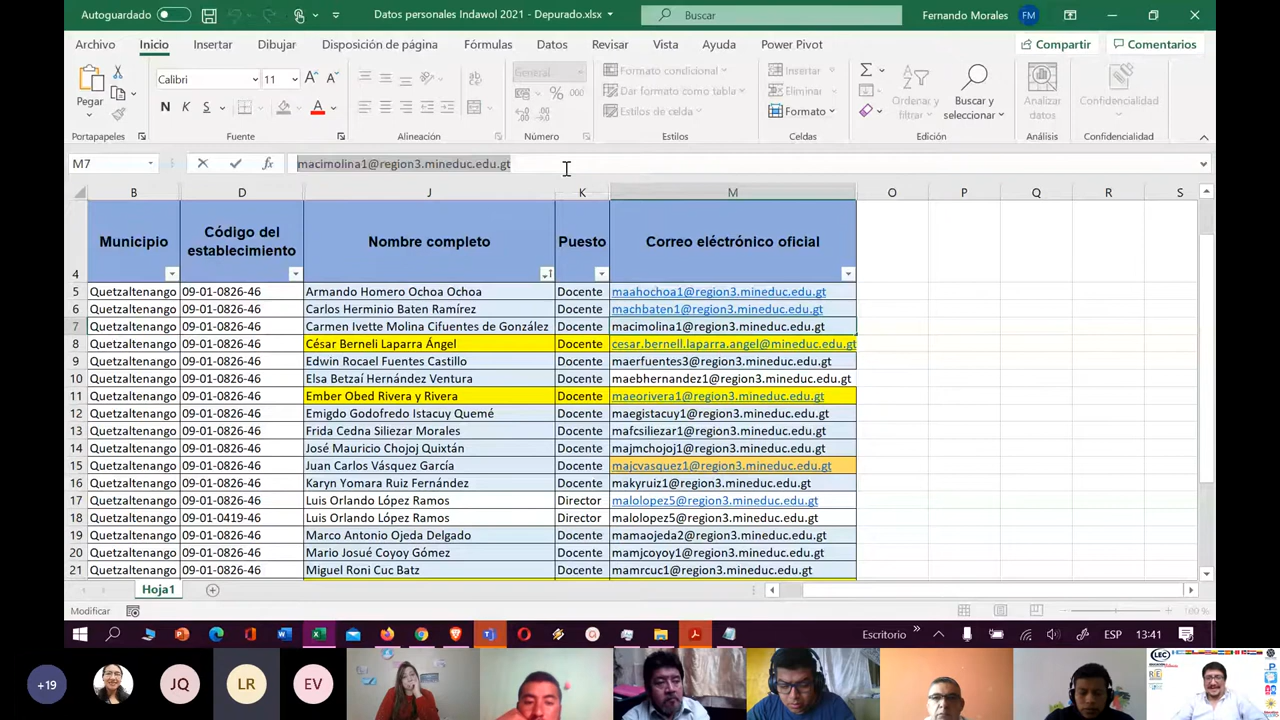 Autoguardado Datos personales Indawol 2021 - Depurado.xlsx Buscar Fernando Morales FM
Archivo Inicio Insertar Dibujar Disposición de página Fórmulas Datos Revisar Vista Ayuda Power Pivot Compartir Comentarios
Pegar
Calibri 11
N K S
General
% 000
Formato condicional
Dar formato como tabla
Estilos de celda
Insertar
Eliminar
Formato
Ordenar y filtrar
Buscar y seleccionar
Analizar datos
Confidencialidad
Portapapeles Fuente Alineación Número Estilos Celdas Edición Análisis Confidencialidad
M7 fx macimolina1@region3.mineduc.edu.gt
B D J K M O P Q R S
4 Municipio Código del establecimiento Nombre completo Puesto Correo eléctrónico oficial
5 Quetzaltenango 09-01-0826-46 Armando Homero Ochoa Ochoa Docente maahochoa1@region3.mineduc.edu.gt
6 Quetzaltenango 09-01-0826-46 Carlos Herminio Baten Ramírez Docente machbaten1@region3.mineduc.edu.gt
7 Quetzaltenango 09-01-0826-46 Carmen Ivette Molina Cifuentes de González Docente macimolina1@region3.mineduc.edu.gt
8 Quetzaltenango 09-01-0826-46 César Berneli Laparra Ángel Docente cesar.bernell.laparra.angel@mineduc.edu.gt
9 Quetzaltenango 09-01-0826-46 Edwin Rocael Fuentes Castillo Docente maerfuentes3@region3.mineduc.edu.gt
10 Quetzaltenango 09-01-0826-46 Elsa Betzaí Hernández Ventura Docente maebhernandez1@region3.mineduc.edu.gt
11 Quetzaltenango 09-01-0826-46 Ember Obed Rivera y Rivera Docente maeorivera1@region3.mineduc.edu.gt
12 Quetzaltenango 09-01-0826-46 Emigdo Godofredo Istacuy Quemé Docente maegistacuy1@region3.mineduc.edu.gt
13 Quetzaltenango 09-01-0826-46 Frida Cedna Siliezar Morales Docente mafcsiliezar1@region3.mineduc.edu.gt
14 Quetzaltenango 09-01-0826-46 José Mauricio Chojoj Quixtán Docente majmchojoj1@region3.mineduc.edu.gt
15 Quetzaltenango 09-01-0826-46 Juan Carlos Vásquez García Docente majcvasquez1@region3.mineduc.edu.gt
16 Quetzaltenango 09-01-0826-46 Karyn Yomara Ruiz Fernández Docente makyruiz1@region3.mineduc.edu.gt
17 Quetzaltenango 09-01-0826-46 Luis Orlando López Ramos Director malolopez5@region3.mineduc.edu.gt
18 Quetzaltenango 09-01-0419-46 Luis Orlando López Ramos Director malolopez5@region3.mineduc.edu.gt
19 Quetzaltenango 09-01-0826-46 Marco Antonio Ojeda Delgado Docente mamaojeda2@region3.mineduc.edu.gt
20 Quetzaltenango 09-01-0826-46 Mario Josué Coyoy Gómez Docente mamjcoyoy1@region3.mineduc.edu.gt
21 Quetzaltenango 09-01-0826-46 Miguel Roni Cuc Batz Docente mamrcuc1@region3.mineduc.edu.gt
Hoja1
Modificar
Escritorio ESP 13:41
+19 JQ LR EV LEC